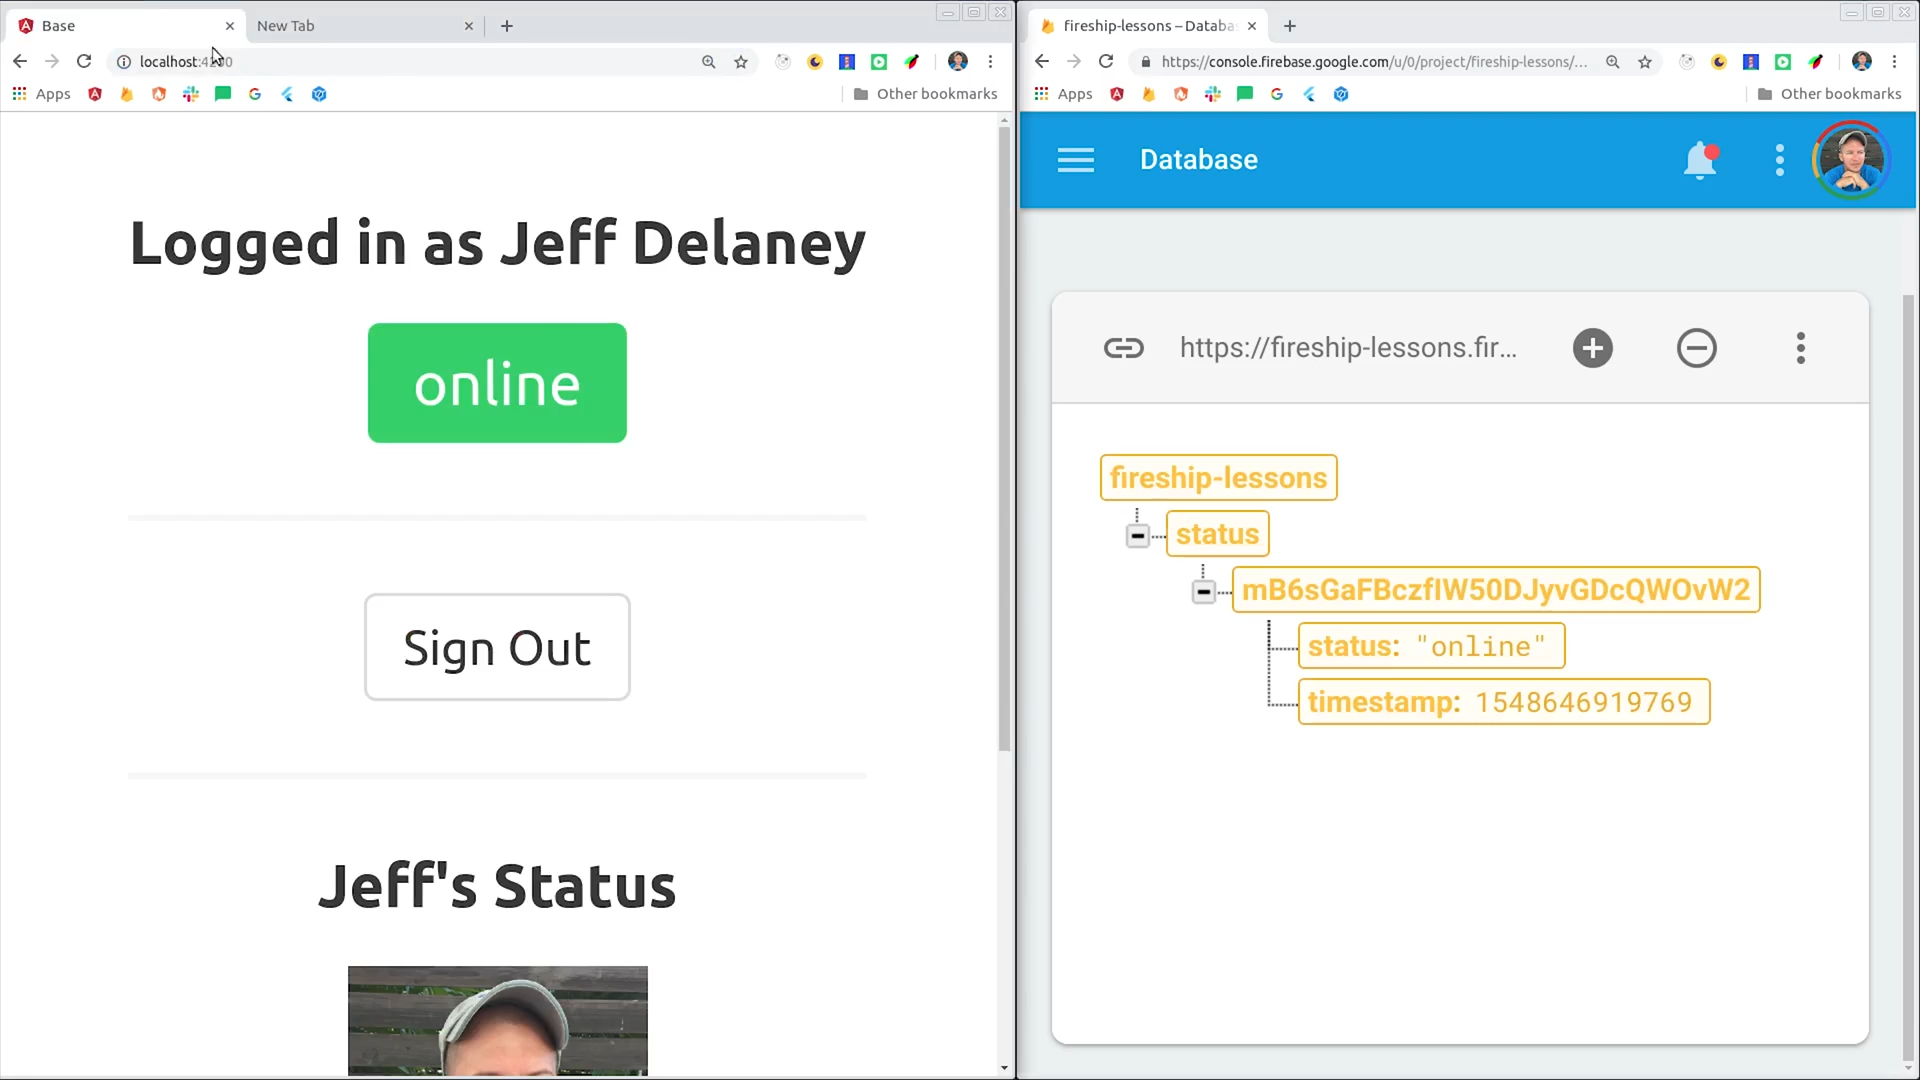 Base
New Tab
localhost:4200
Apps
Other bookmarks
Logged in as Jeff Delaney
online
Sign Out
Jeff's Status
fireship-lessons – Databa
https://console.firebase.google.com/u/0/project/fireship-lessons/...
Apps
Other bookmarks
Database
https://fireship-lessons.fir...
fireship-lessons
status
mB6sGaFBczfIW50DJyvGDcQWOvW2
status: "online"
timestamp: 1548646919769